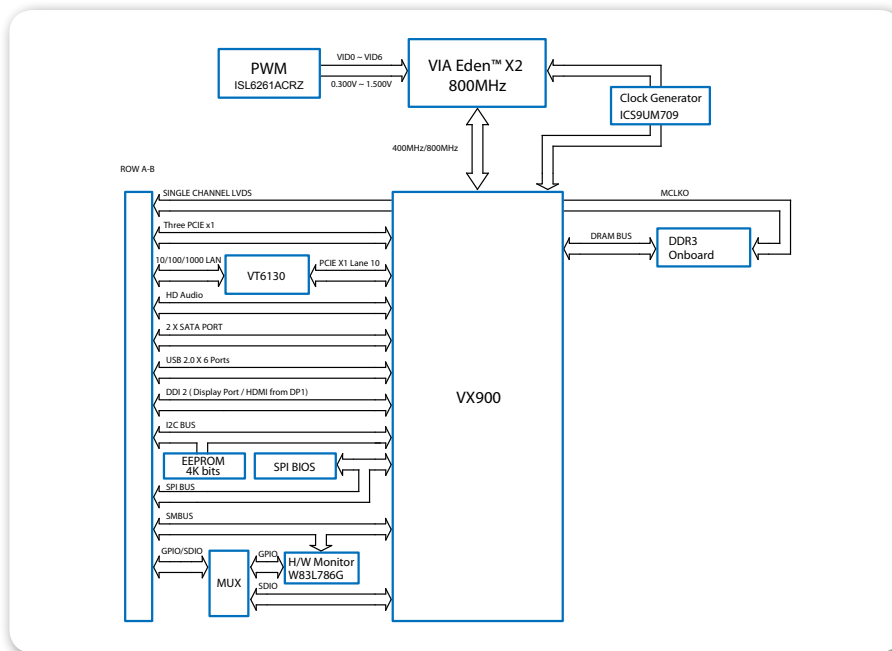 PWM
ISL6261ACRZ
VID0 ~ VID6
0.300V ~ 1.500V
VIA Eden™ X2
800MHz
Clock Generator
ICS9UM709
400MHz/800MHz
ROW A-B
SINGLE CHANNEL LVDS
MCLKO
Three PCIE x1
DRAM BUS
DDR3
Onboard
10/100/1000 LAN
VT6130
PCIE X1 Lane 10
HD Audio
2 X SATA PORT
USB 2.0 X 6 Ports
DDI 2 ( Display Port / HDMI from DP1)
VX900
I2C BUS
EEPROM
4K bits
SPI BIOS
SPI BUS
SMBUS
GPIO/SDIO
MUX
GPIO
H/W Monitor
W83L786G
SDIO